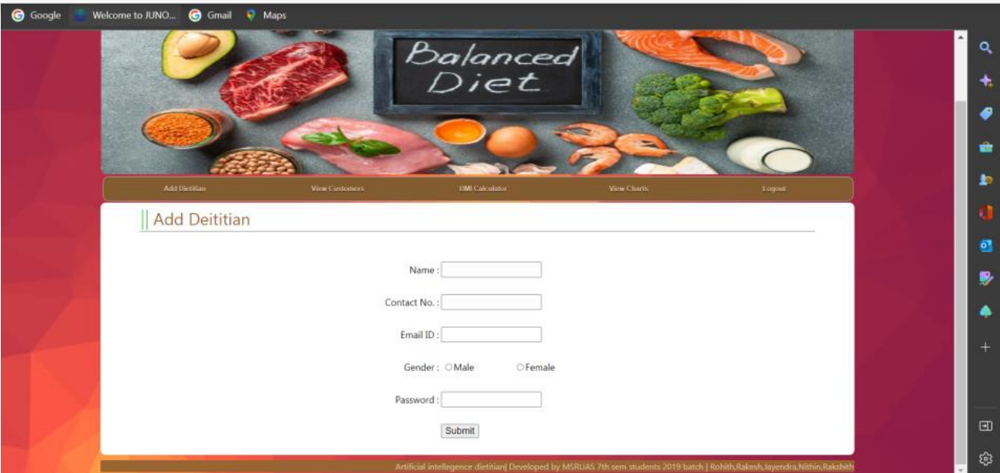 Google Welcome to JUNO... Gmail Maps
Balanced
Diet
Add Dietitian View Customers BMI Calculator View Charts Logout
Add Deititian
Name :
Contact No. :
Email ID :
Gender : Male Female
Password :
Submit
Artificial intellegence dietitian| Developed by MSRUAS 7th sem students 2019 batch | Rohith,Rakesh,Jayendra,Nithin,Rakshith